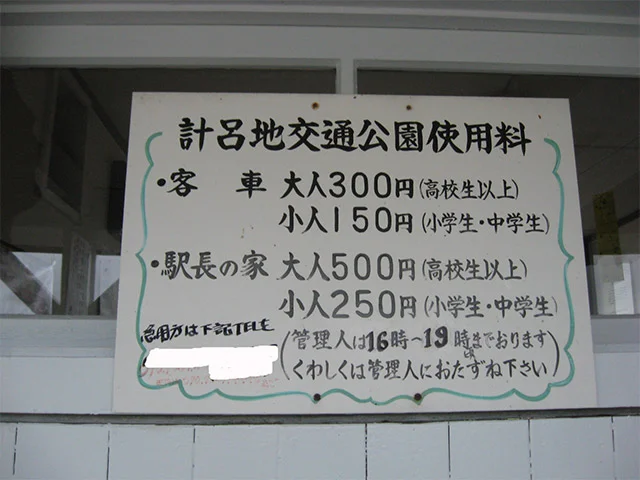 計呂地交通公園使用料
・客 車 大人300円(高校生以上)
小人150円(小学生・中学生)
・駅長の家 大人500円(高校生以上)
小人250円(小学生・中学生)
急用方は下記TELを
(管理人は16時〜19時頃までおります
くわしくは管理人におたずね下さい)